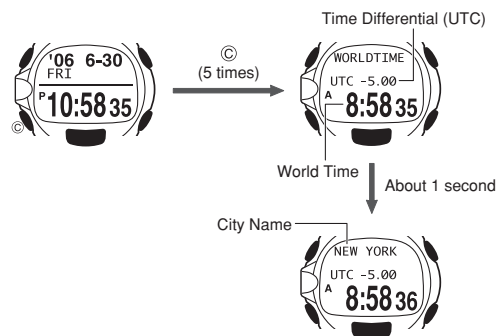 Time Differential (UTC)
'06 6-30
FRI
P 10:58 35
Ⓒ
Ⓒ
(5 times)
WORLDTIME
UTC -5.00
A 8:58 35
World Time
About 1 second
City Name
NEW YORK
UTC -5.00
A 8:58 36